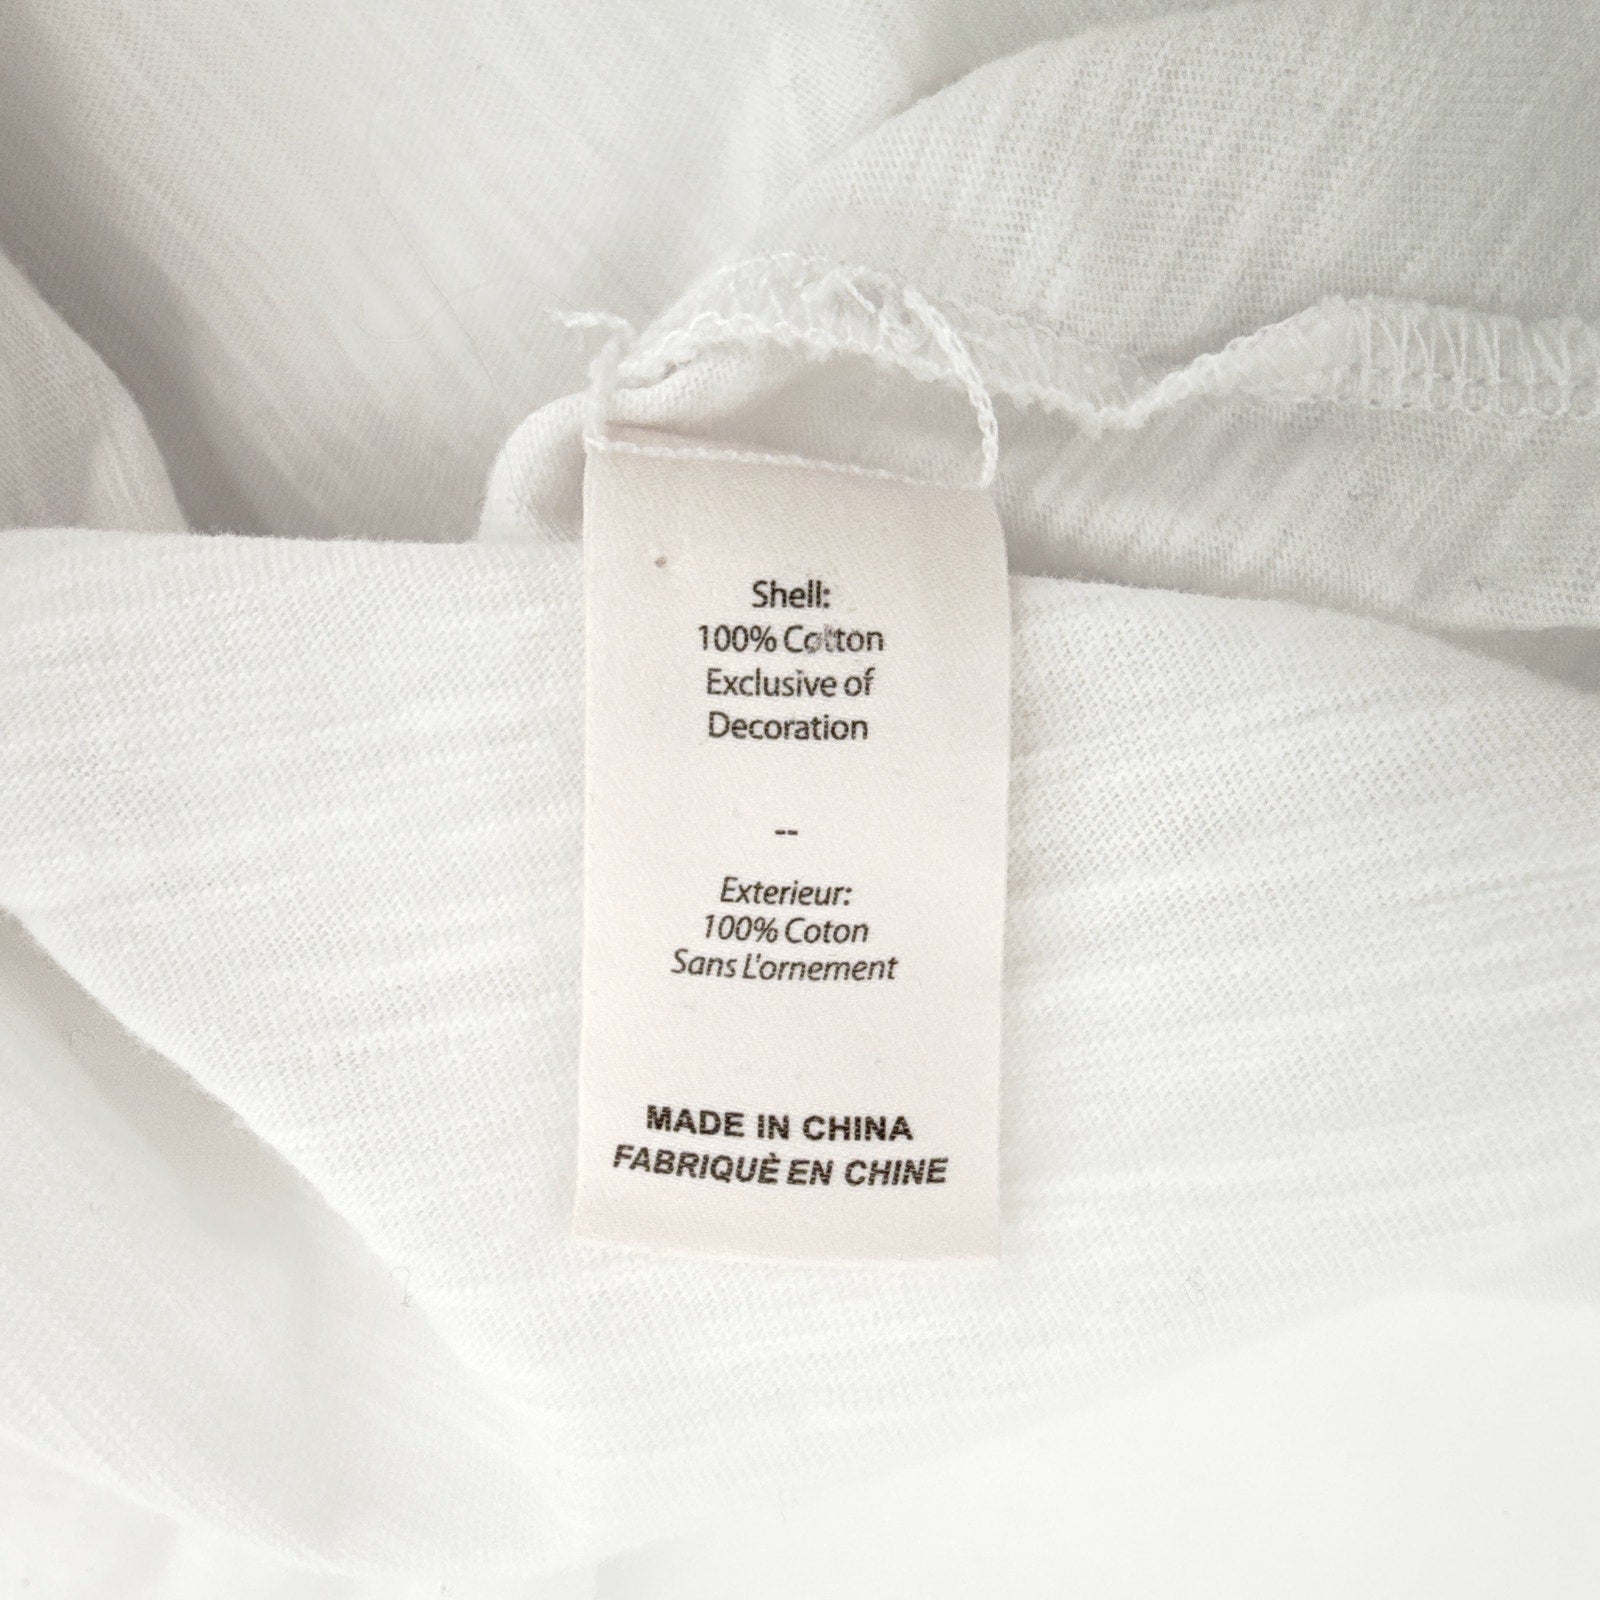 Shell:
100% Cotton
Exclusive of
Decoration
--
Exterieur:
100% Coton
Sans L'ornement
MADE IN CHINA
FABRIQUÈ EN CHINE